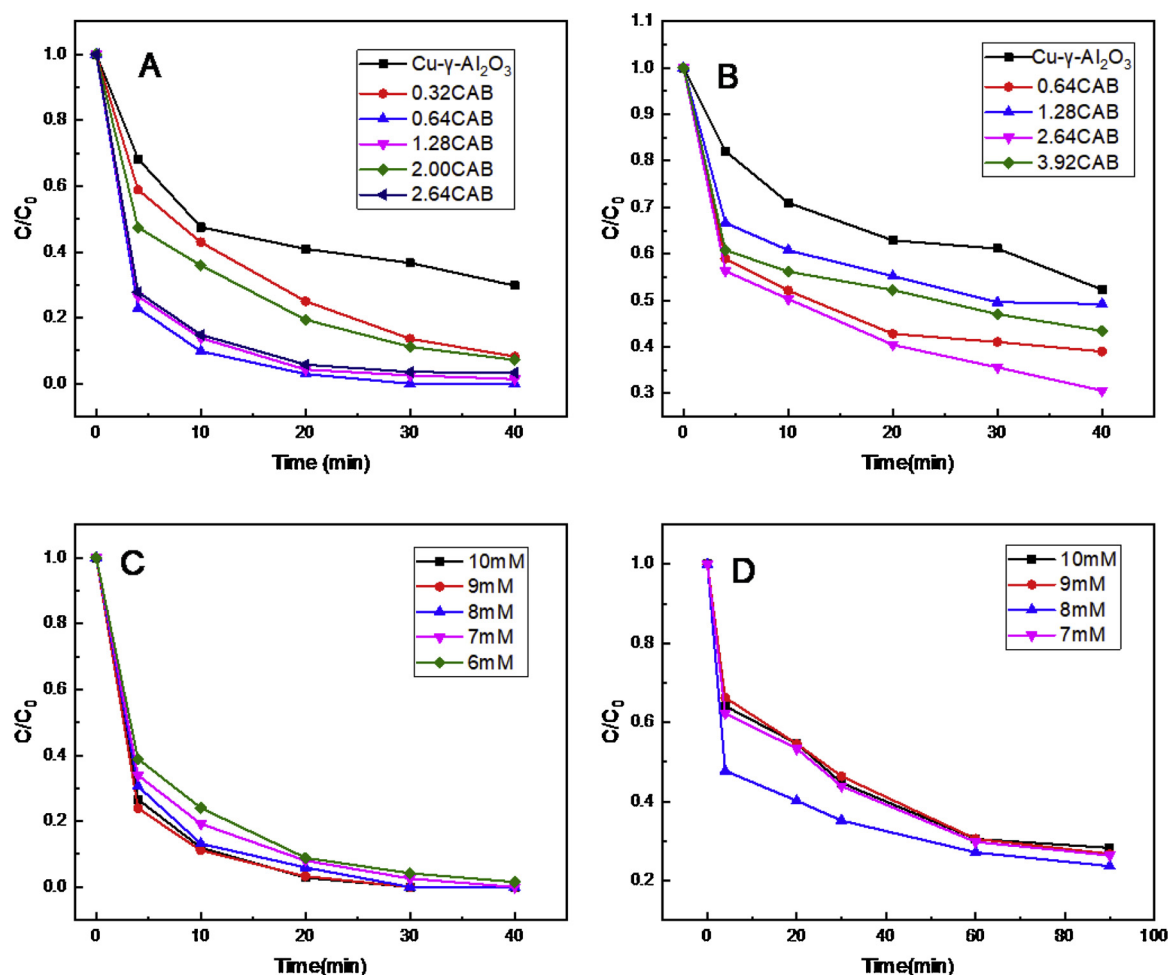 A
Cu-γ-Al₂O₃
0.32CAB
0.64CAB
1.28CAB
2.00CAB
2.64CAB
1.0
0.8
0.6
0.4
0.2
0.0
C/C₀
0
10
20
30
40
Time (min)
B
Cu-γ-Al₂O₃
0.64CAB
1.28CAB
2.64CAB
3.92CAB
1.1
1.0
0.9
0.8
0.7
0.6
0.5
0.4
0.3
C/C₀
0
10
20
30
40
Time(min)
C
10mM
9mM
8mM
7mM
6mM
1.0
0.8
0.6
0.4
0.2
0.0
C/C₀
0
10
20
30
40
Time(min)
D
10mM
9mM
8mM
7mM
1.0
0.8
0.6
0.4
0.2
C/C₀
0
20
40
60
80
100
Time(min)